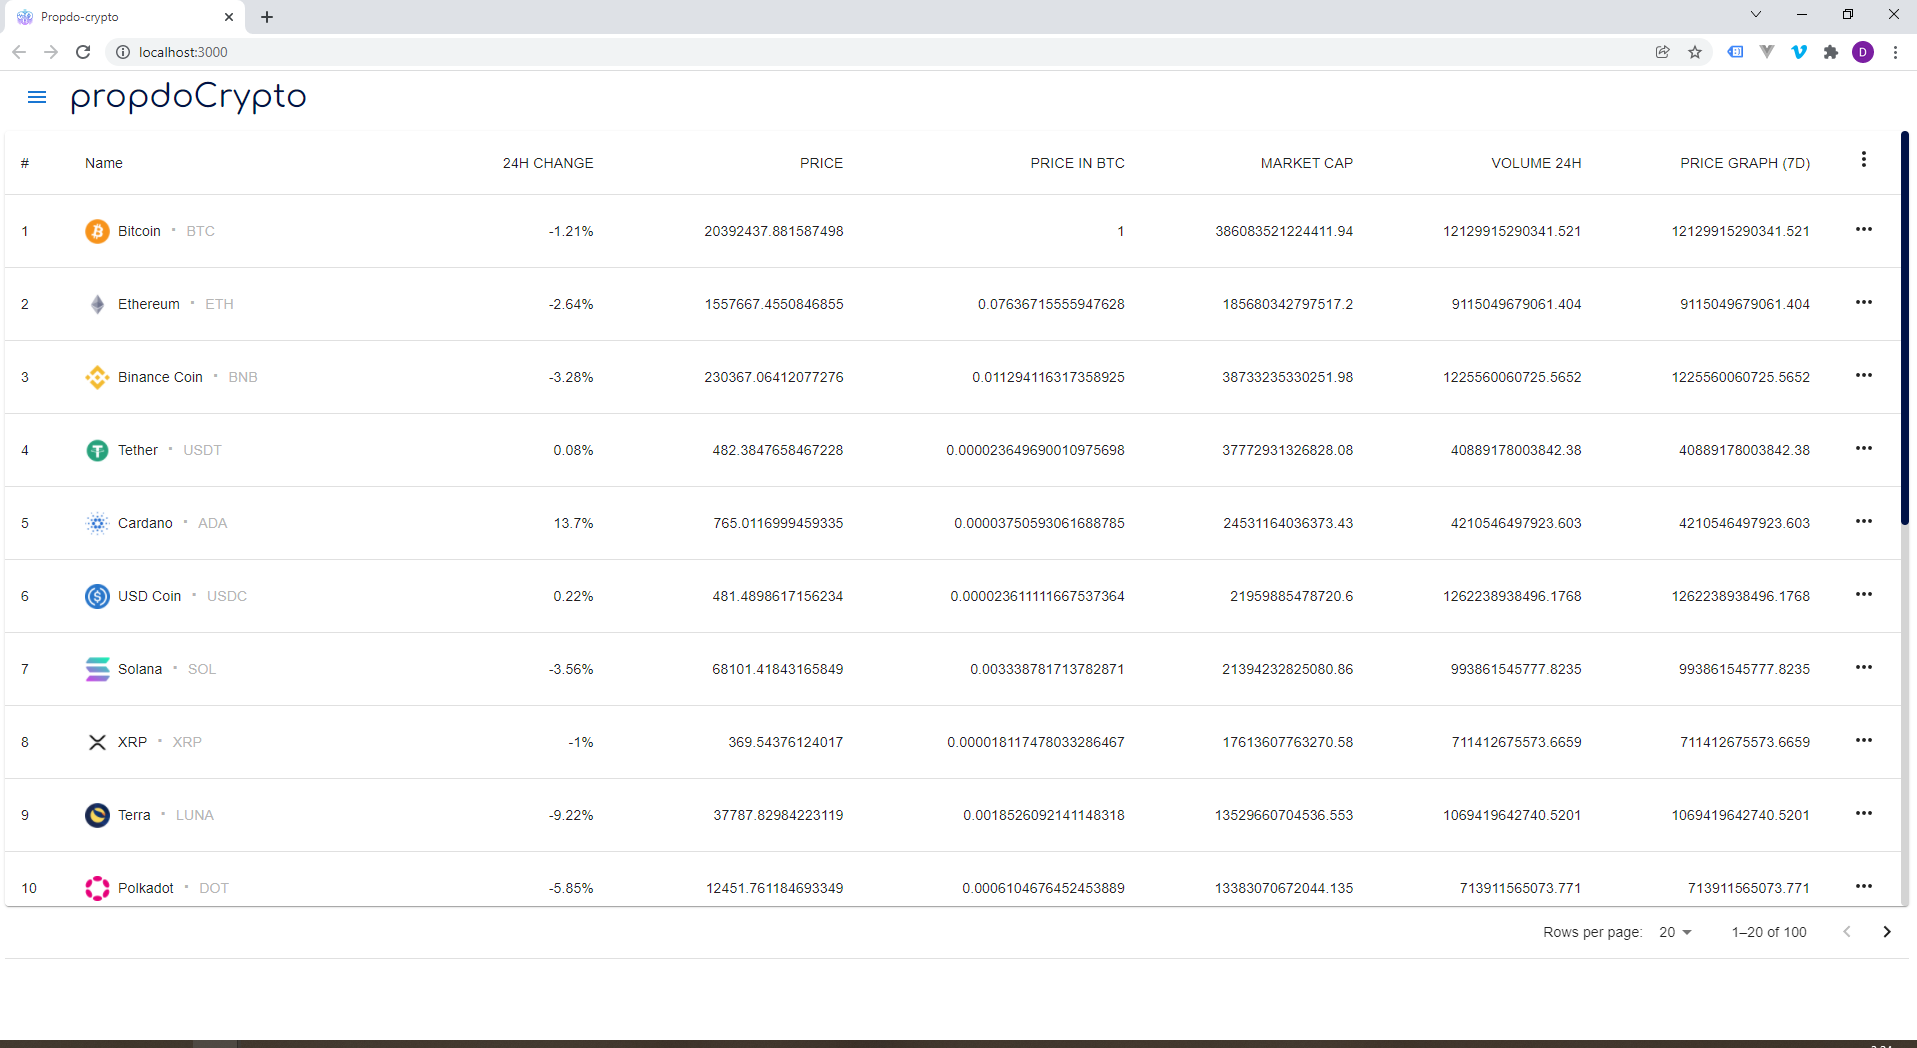 Propdo-crypto
localhost:3000
D
propdoCrypto
# Name 24H CHANGE PRICE PRICE IN BTC MARKET CAP VOLUME 24H PRICE GRAPH (7D)
1 Bitcoin · BTC -1.21% 20392437.881587498 1 386083521224411.94 12129915290341.521 12129915290341.521
2 Ethereum · ETH -2.64% 1557667.4550846855 0.07636715555947628 185680342797517.2 9115049679061.404 9115049679061.404
3 Binance Coin · BNB -3.28% 230367.06412077276 0.011294116317358925 38733235330251.98 1225560060725.5652 1225560060725.5652
4 Tether · USDT 0.08% 482.3847658467228 0.000023649690010975698 37772931326828.08 40889178003842.38 40889178003842.38
5 Cardano · ADA 13.7% 765.0116999459335 0.00003750593061688785 24531164036373.43 4210546497923.603 4210546497923.603
6 USD Coin · USDC 0.22% 481.4898617156234 0.000023611111667537364 21959885478720.6 1262238938496.1768 1262238938496.1768
7 Solana · SOL -3.56% 68101.41843165849 0.003338781713782871 21394232825080.86 993861545777.8235 993861545777.8235
8 XRP · XRP -1% 369.54376124017 0.000018117478033286467 17613607763270.58 711412675573.6659 711412675573.6659
9 Terra · LUNA -9.22% 37787.82984223119 0.0018526092141148318 13529660704536.553 1069419642740.5201 1069419642740.5201
10 Polkadot · DOT -5.85% 12451.761184693349 0.0006104676452453889 13383070672044.135 713911565073.771 713911565073.771
Rows per page: 20 1–20 of 100